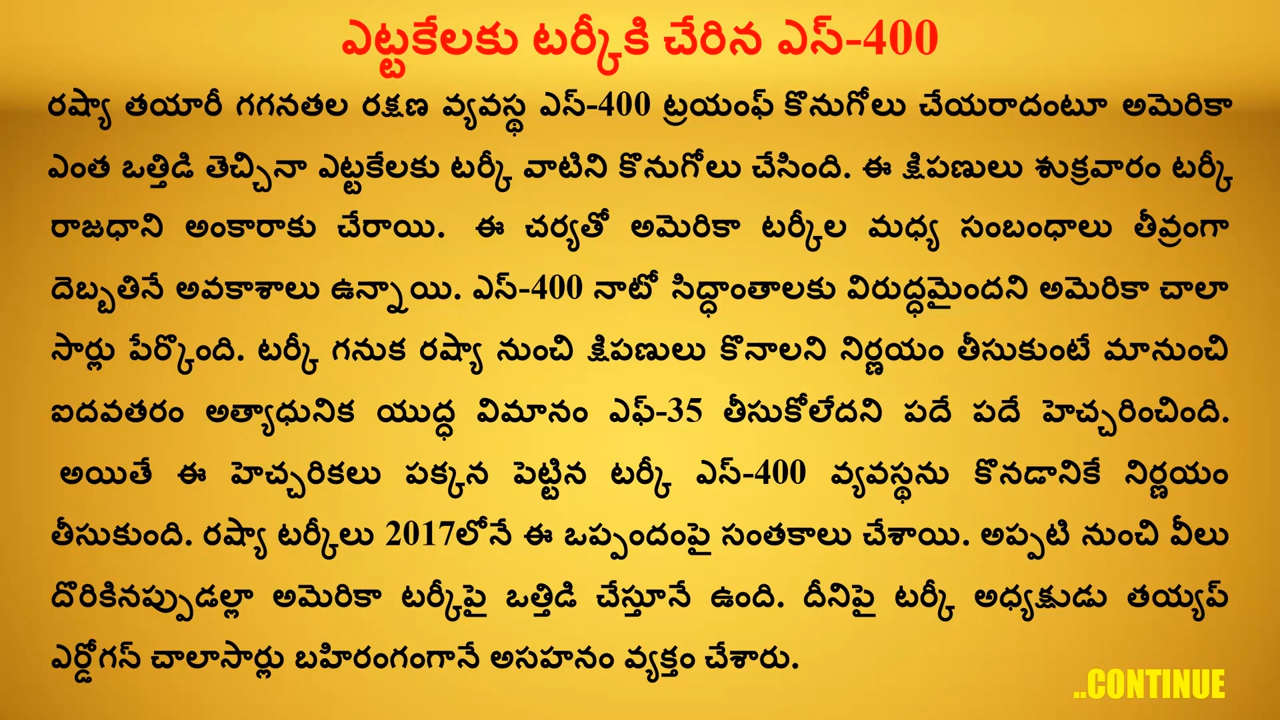 ఎట్టకేలకు టర్కీకి చేరిన ఎస్-400
రష్యా తయారీ గగనతల రక్షణ వ్యవస్థ ఎస్-400 ట్రయంఫ్ కొనుగోలు చేయరాదంటూ అమెరికా
ఎంత ఒత్తిడి తెచ్చినా ఎట్టకేలకు టర్కీ వాటిని కొనుగోలు చేసింది. ఈ క్షిపణులు శుక్రవారం టర్కీ
రాజధాని అంకారాకు చేరాయి. ఈ చర్యతో అమెరికా టర్కీల మధ్య సంబంధాలు తీవ్రంగా
దెబ్బతినే అవకాశాలు ఉన్నాయి. ఎస్-400 నాటో సిద్ధాంతాలకు విరుద్ధమైందని అమెరికా చాలా
సార్లు పేర్కొంది. టర్కీ గనుక రష్యా నుంచి క్షిపణులు కొనాలని నిర్ణయం తీసుకుంటే మానుంచి
ఐదవతరం అత్యాధునిక యుద్ధ విమానం ఎఫ్-35 తీసుకోలేదని పదే పదే హెచ్చరించింది.
అయితే ఈ హెచ్చరికలు పక్కన పెట్టిన టర్కీ ఎస్-400 వ్యవస్థను కొనడానికే నిర్ణయం
తీసుకుంది. రష్యా టర్కీలు 2017లోనే ఈ ఒప్పందంపై సంతకాలు చేశాయి. అప్పటి నుంచి వీలు
దొరికినప్పుడల్లా అమెరికా టర్కీపై ఒత్తిడి చేస్తూనే ఉంది. దీనిపై టర్కీ అధ్యక్షుడు తయ్యప్
ఎర్డోగస్ చాలాసార్లు బహిరంగంగానే అసహనం వ్యక్తం చేశారు.
..CONTINUE